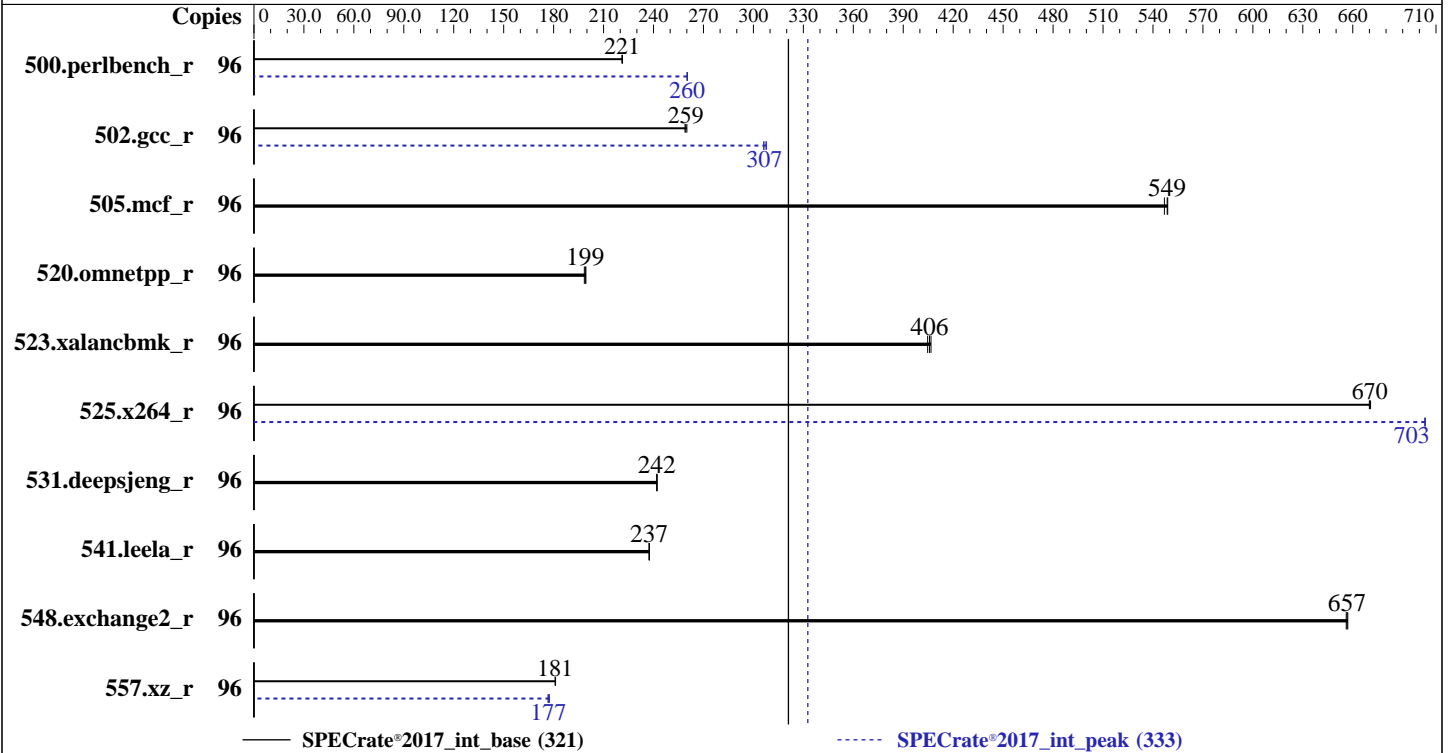 Copies 0 30.0 60.0 90.0 120 150 180 210 240 270 300 330 360 390 420 450 480 510 540 570 600 630 660 710
500.perlbench_r 96 221
260
502.gcc_r 96 259
307
505.mcf_r 96 549
520.omnetpp_r 96 199
523.xalancbmk_r 96 406
525.x264_r 96 670
703
531.deepsjeng_r 96 242
541.leela_r 96 237
548.exchange2_r 96 657
557.xz_r 96 181
177
SPECrate®2017_int_base (321) SPECrate®2017_int_peak (333)